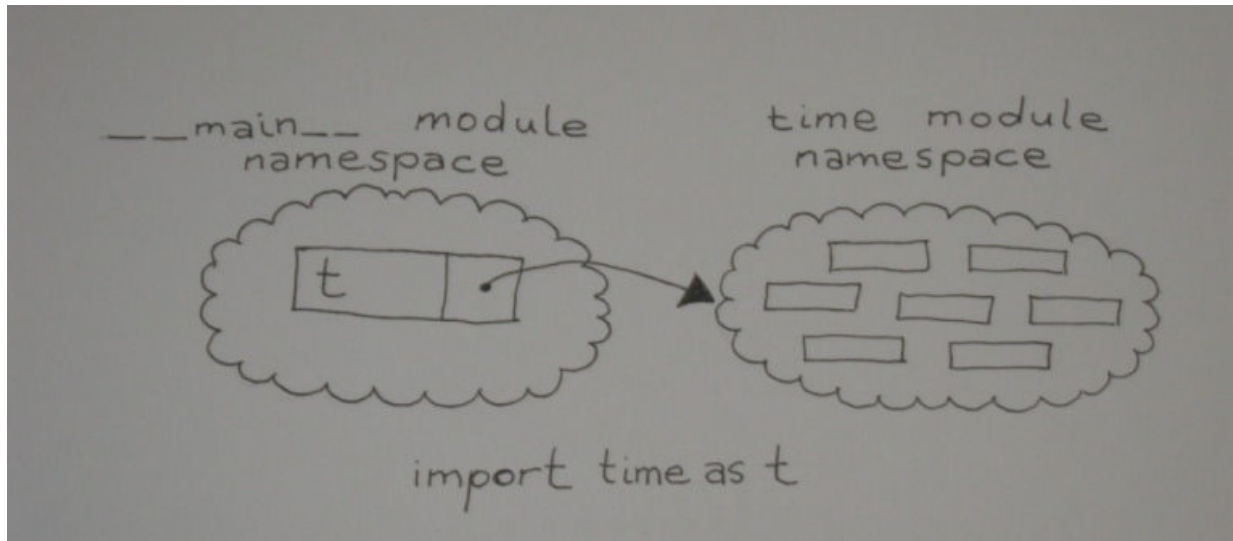 __main__ module
namespace
time module
namespace
t
import time as t